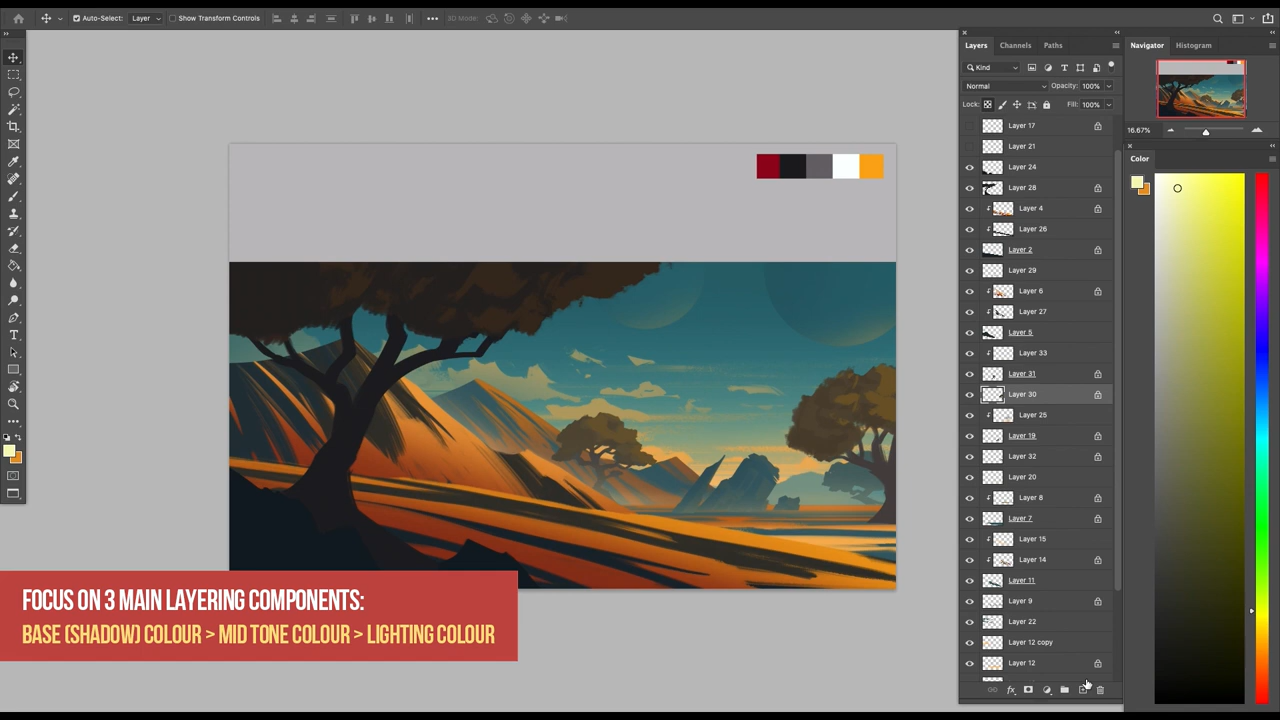 Auto-Select: Layer Show Transform Controls 3D Mode:
Layers Channels Paths
Navigator Histogram
Kind
Normal Opacity: 100%
Lock: Fill: 100%
16.67%
Color
Layer 17
Layer 21
Layer 24
Layer 28
Layer 4
Layer 26
Layer 2
Layer 29
Layer 6
Layer 27
Layer 5
Layer 33
Layer 31
Layer 30
Layer 25
Layer 19
Layer 32
Layer 20
Layer 8
Layer 7
Layer 15
Layer 14
Layer 11
Layer 9
Layer 22
Layer 12 copy
Layer 12
fx
FOCUS ON 3 MAIN LAYERING COMPONENTS:
BASE (SHADOW) COLOUR > MID TONE COLOUR > LIGHTING COLOUR